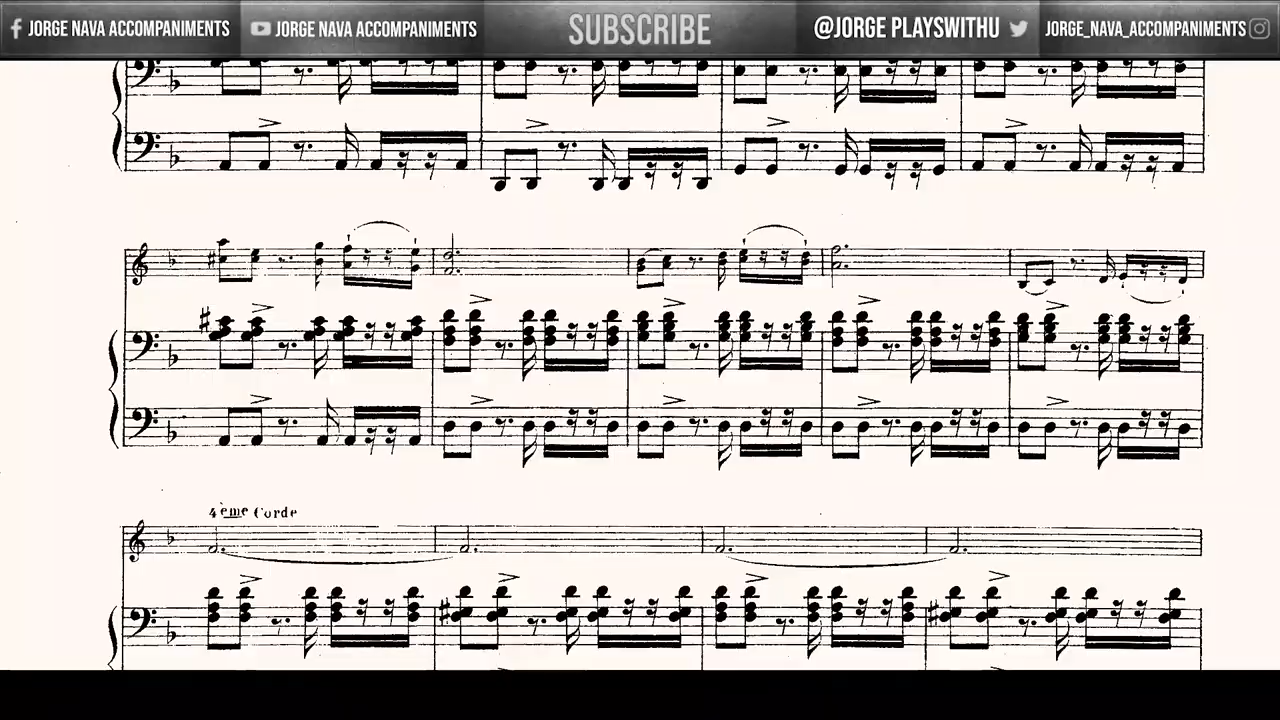 JORGE NAVA ACCOMPANIMENTS
JORGE NAVA ACCOMPANIMENTS
SUBSCRIBE
@JORGE PLAYSWITHU
JORGE_NAVA_ACCOMPANIMENTS
4ème Corde